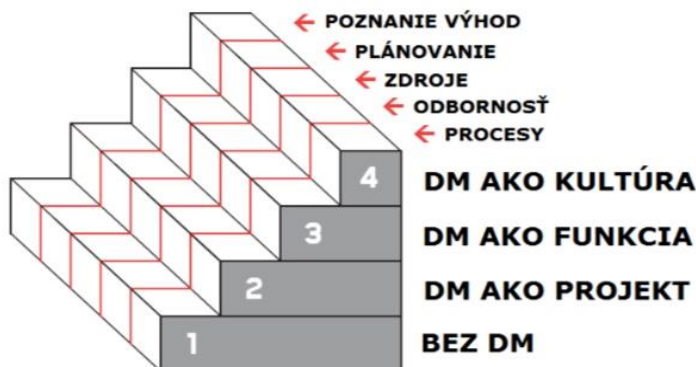 ← POZNANIE VÝHOD
← PLÁNOVANIE
← ZDROJE
← ODBORNOSŤ
← PROCESY
4 DM AKO KULTÚRA
3 DM AKO FUNKCIA
2 DM AKO PROJEKT
1 BEZ DM